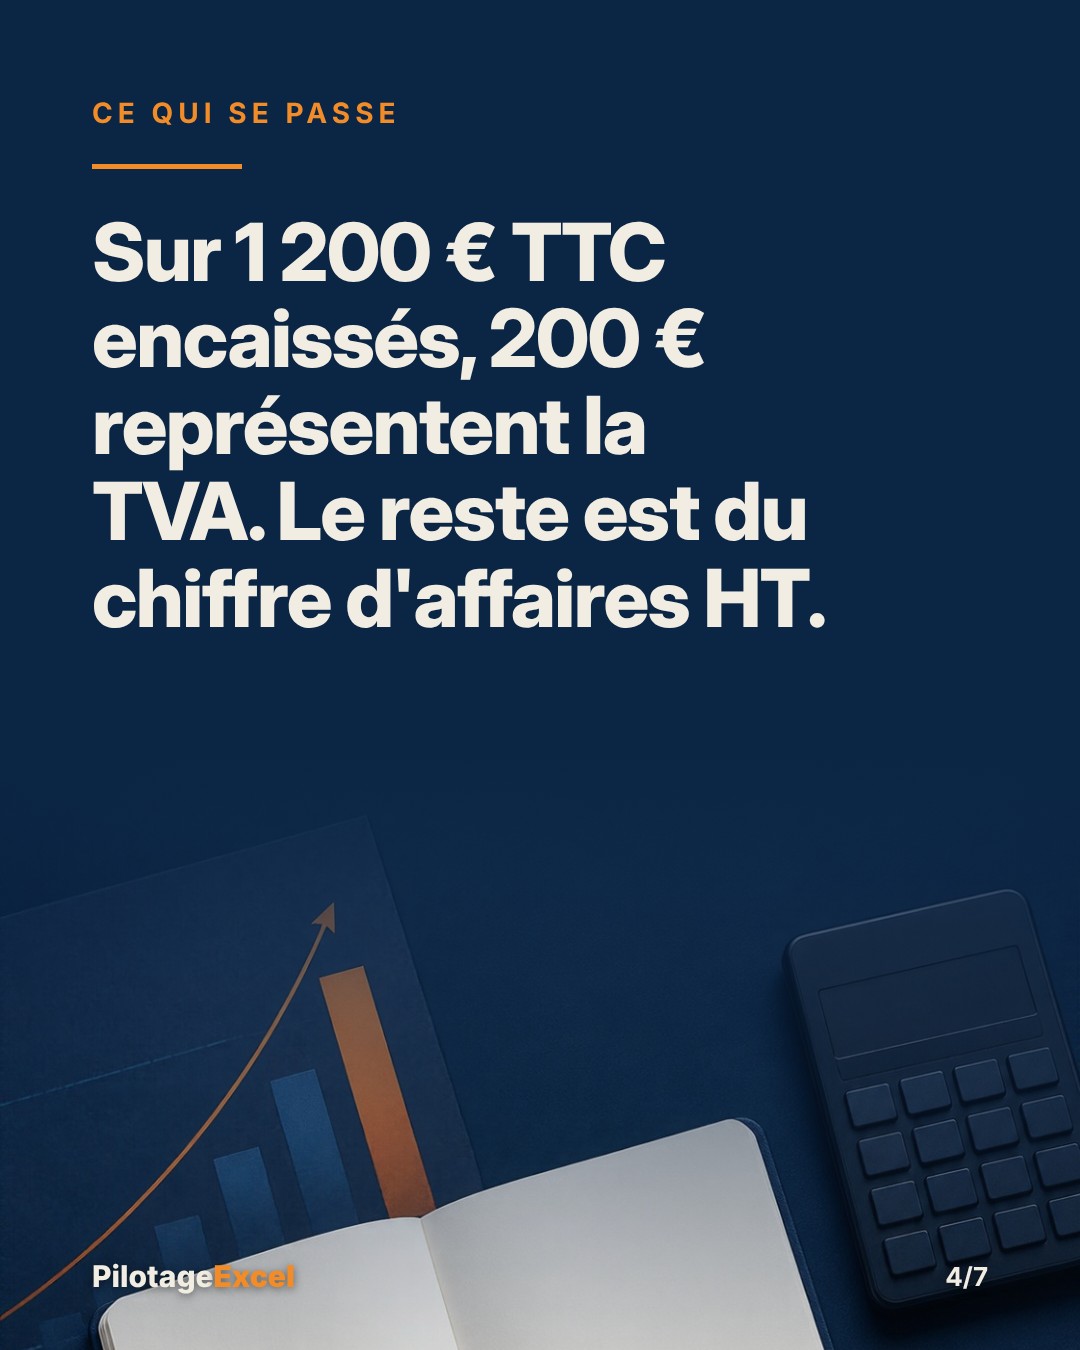 CE QUI SE PASSE
Sur 1 200 € TTC
encaissés, 200 €
représentent la
TVA. Le reste est du
chiffre d'affaires HT.
PilotageExcel
4/7